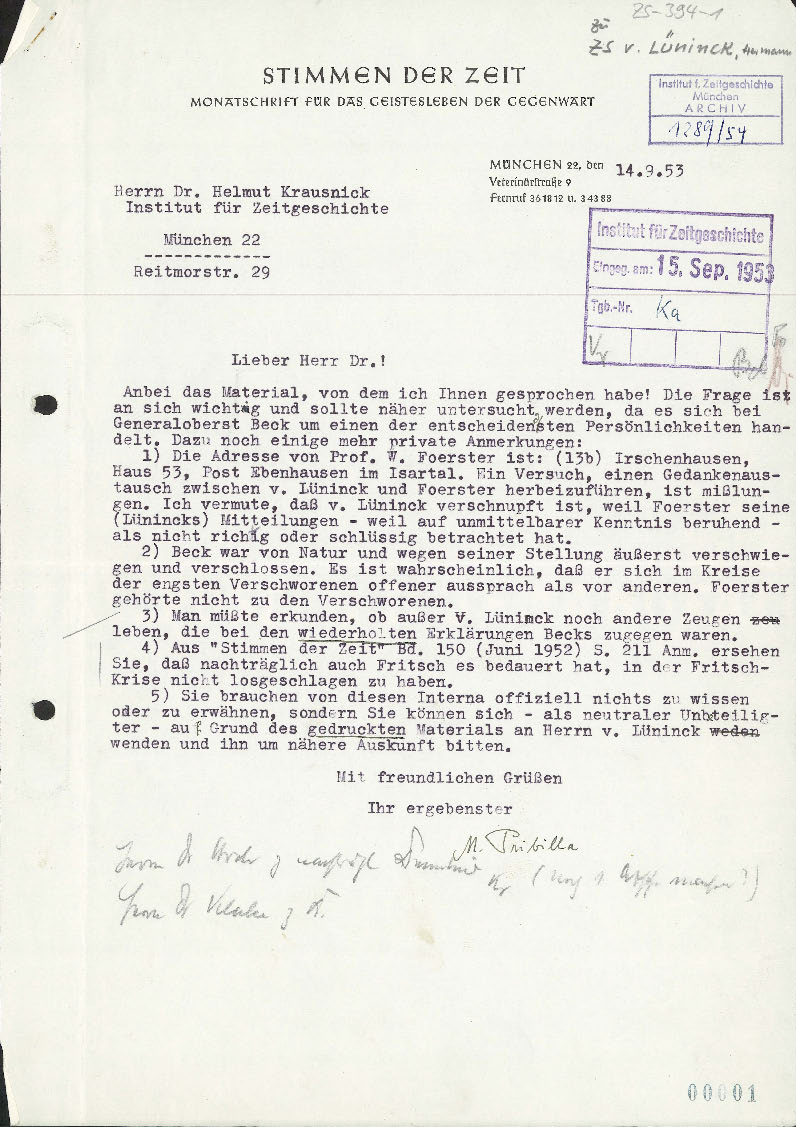 ZS-394-1
zu
ZS v. Lüninck, Hermann
STIMMEN DER ZEIT
MONATSCHRIFT FÜR DAS GEISTESLEBEN DER GEGENWART
Institut f. Zeitgeschichte
München
ARCHIV
1289/54
MÜNCHEN 22, den 14.9.53
Veterinärstraße 9
Fernruf 361812 u. 34388
Herrn Dr. Helmut Krausnick
Institut für Zeitgeschichte
München 22
Reitmorstr. 29
Institut für Zeitgeschichte
Eingeg. am: 15. Sep. 1953
Tgb.-Nr.
Lieber Herr Dr.!
Anbei das Material, von dem ich Ihnen gesprochen habe! Die Frage ist
an sich wichtig und sollte näher untersucht werden, da es sich bei
Generaloberst Beck um einen der entscheidensten Persönlichkeiten han-
delt. Dazu noch einige mehr private Anmerkungen:
1) Die Adresse von Prof. W. Foerster ist: (13b) Irschenhausen,
Haus 53, Post Ebenhausen im Isartal. Ein Versuch, einen Gedankenaus-
tausch zwischen v. Lüninck und Foerster herbeizuführen, ist mißlun-
gen. Ich vermute, daß v. Lüninck verschnupft ist, weil Foerster seine
(Lünincks) Mitteilungen - weil auf unmittelbarer Kenntnis beruhend -
als nicht richtig oder schlüssig betrachtet hat.
2) Beck war von Natur und wegen seiner Stellung äußerst verschwie-
gen und verschlossen. Es ist wahrscheinlich, daß er sich im Kreise
der engsten Verschworenen offener aussprach als vor anderen. Foerster
gehörte nicht zu den Verschworenen.
3) Man müßte erkunden, ob außer V. Lüninck noch andere Zeugen zeu
leben, die bei den wiederholten Erklärungen Becks zugegen waren.
4) Aus "Stimmen der Zeit" Bd. 150 (Juni 1952) S. 211 Anm. ersehen
Sie, daß nachträglich auch Fritsch es bedauert hat, in der Fritsch-
Krise nicht losgeschlagen zu haben.
5) Sie brauchen von diesen Interna offiziell nichts zu wissen
oder zu erwähnen, sondern Sie können sich - als neutraler Unbeteilig-
ter - auf Grund des gedruckten Materials an Herrn v. Lüninck weden
wenden und ihn um nähere Auskunft bitten.
Mit freundlichen Grüßen
Ihr ergebenster
M. Pribilla
00001